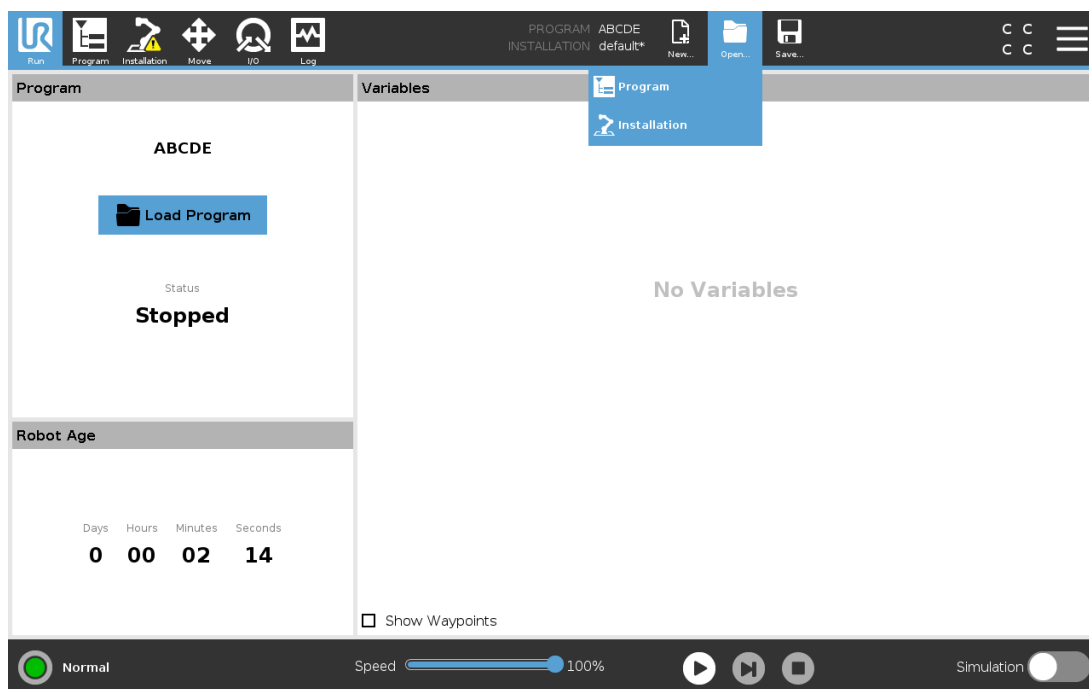 UR
Run
Program
Installation
Move
I/O
Log
PROGRAM ABCDE
INSTALLATION default*
New...
Open...
Save...
C C
C C
Program
Installation
Program
ABCDE
Load Program
Status
Stopped
Variables
No Variables
Robot Age
Days Hours Minutes Seconds
0 00 02 14
Show Waypoints
Normal
Speed 100%
Simulation